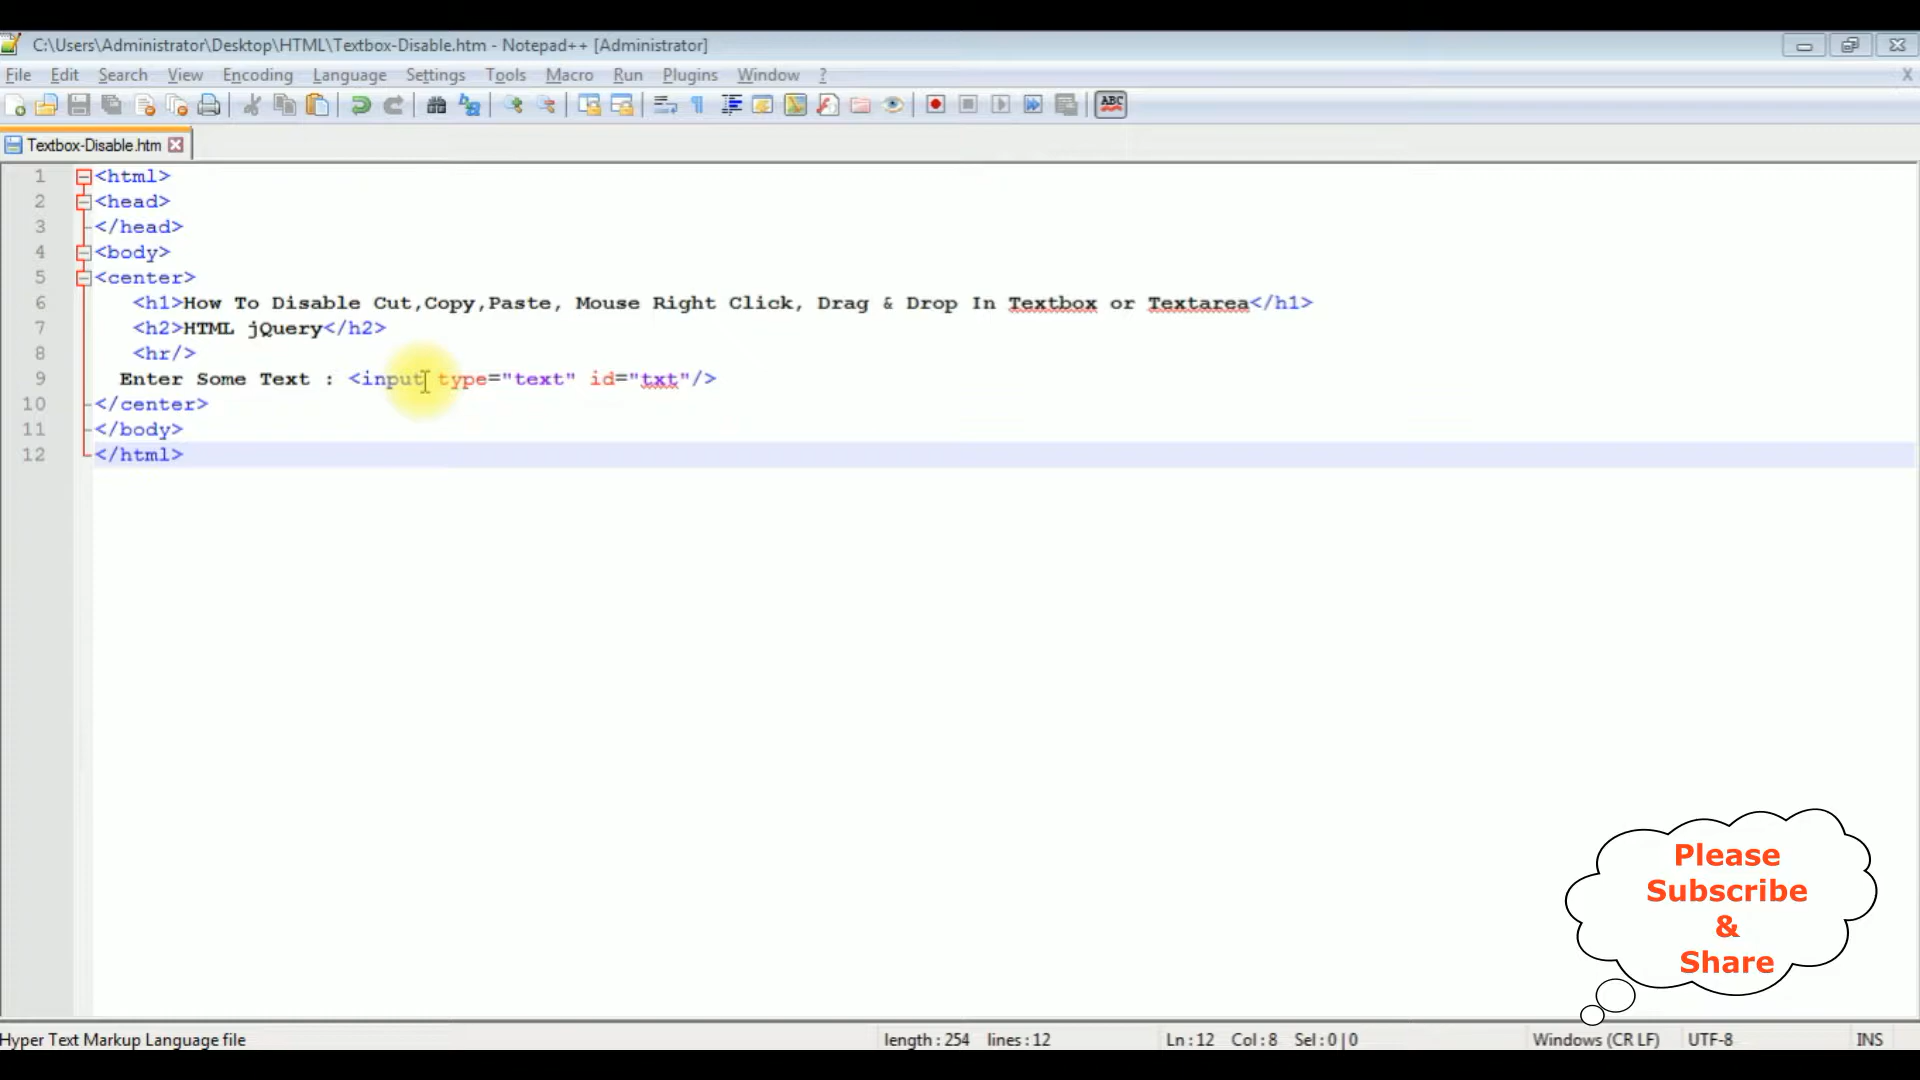 C:\Users\Administrator\Desktop\HTML\Textbox-Disable.htm - Notepad++ [Administrator]
File Edit Search View Encoding Language Settings Tools Macro Run Plugins Window ? X
ABC
Textbox-Disable.htm
1 <html>
2 <head>
3 </head>
4 <body>
5 <center>
6 <h1>How To Disable Cut,Copy,Paste, Mouse Right Click, Drag & Drop In Textbox or Textarea</h1>
7 <h2>HTML jQuery</h2>
8 <hr/>
9 Enter Some Text : <input type="text" id="txt"/>
10 </center>
11 </body>
12 </html>
Please
Subscribe
&
Share
Hyper Text Markup Language file length : 254 lines : 12 Ln : 12 Col : 8 Sel : 0 | 0 Windows (CR LF) UTF-8 INS